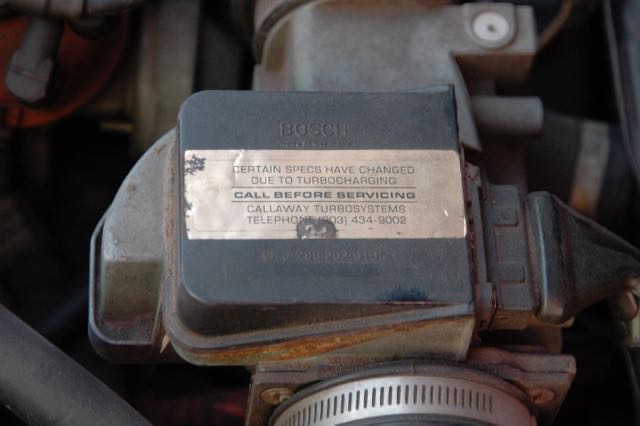 BOSCH
CERTAIN SPECS HAVE CHANGED
DUE TO TURBOCHARGING
CALL BEFORE SERVICING
CALLAWAY TURBOSYSTEMS
TELEPHONE (203) 434-9002